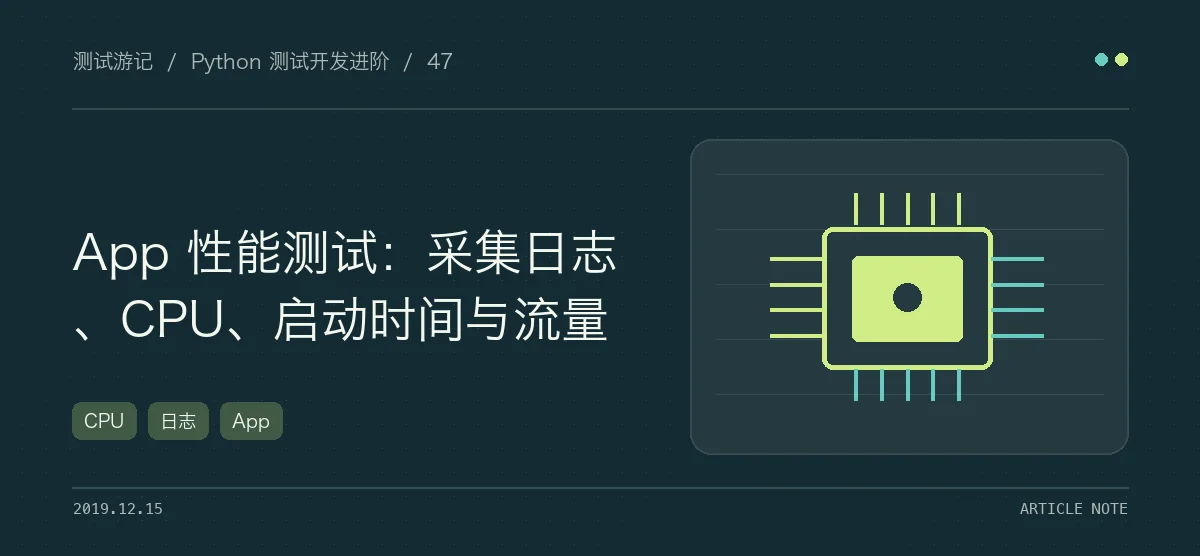 测试游记 / Python 测试开发进阶 / 47
App 性能测试：采集日志
、CPU、启动时间与流量
CPU 日志 App
2019.12.15
ARTICLE NOTE